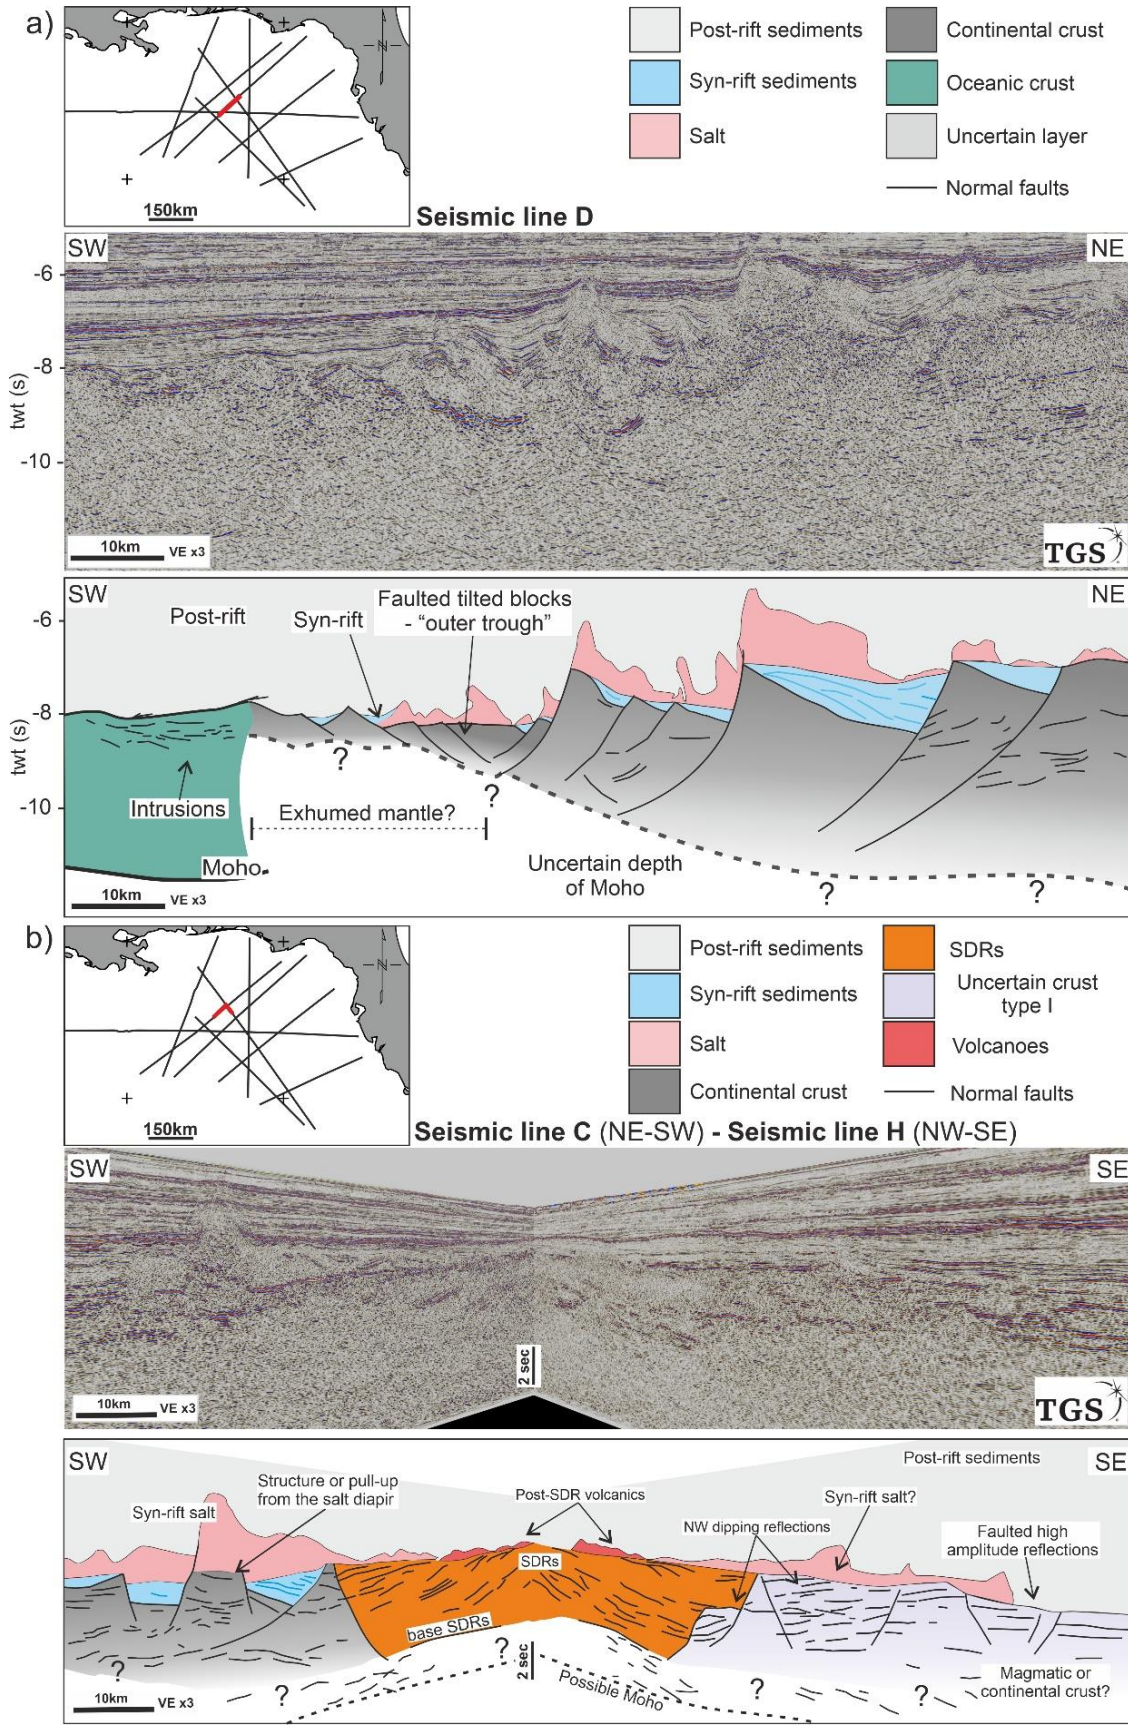 a)
N
150km
Post-rift sediments
Syn-rift sediments
Salt
Continental crust
Oceanic crust
Uncertain layer
Normal faults
Seismic line D
SW
NE
-6
-8
-10
twt (s)
10km VE x3
TGS
SW
NE
Post-rift
Syn-rift
Faulted tilted blocks
- “outer trough”
-6
-8
-10
twt (s)
?
?
Intrusions
Exhumed mantle?
Moho
Uncertain depth
of Moho
?
?
10km VE x3
b)
N
150km
Post-rift sediments
Syn-rift sediments
Salt
Continental crust
SDRs
Uncertain crust
type I
Volcanoes
Normal faults
Seismic line C (NE-SW) - Seismic line H (NW-SE)
SW
SE
2 sec
10km VE x3
TGS
SW
SE
Post-rift sediments
Structure or pull-up
from the salt diapir
Syn-rift salt
Post-SDR volcanics
Syn-rift salt?
NW dipping reflections
Faulted high
amplitude reflections
SDRs
base SDRs
?
?
?
2 sec
Possible Moho
?
?
Magmatic or
continental crust?
10km VE x3